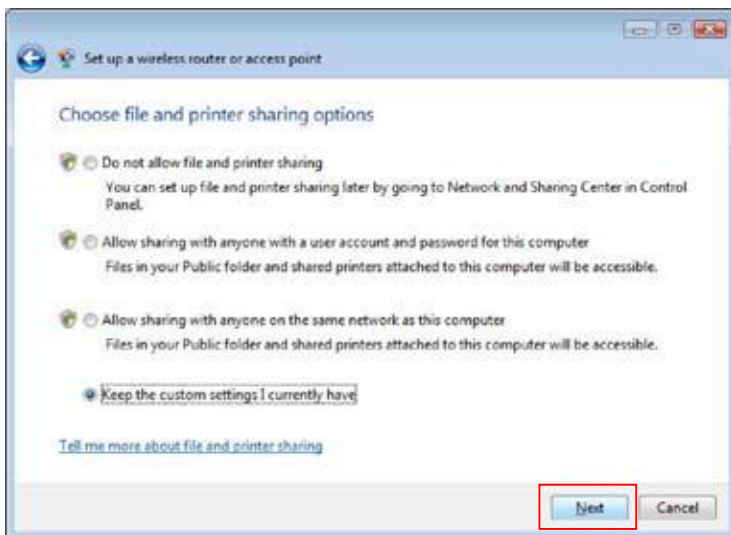 Set up a wireless router or access point
Choose file and printer sharing options
Do not allow file and printer sharing
You can set up file and printer sharing later by going to Network and Sharing Center in Control
Panel.
Allow sharing with anyone with a user account and password for this computer
Files in your Public folder and shared printers attached to this computer will be accessible.
Allow sharing with anyone on the same network as this computer
Files in your Public folder and shared printers attached to this computer will be accessible.
Keep the custom settings I currently have
Tell me more about file and printer sharing
Next Cancel